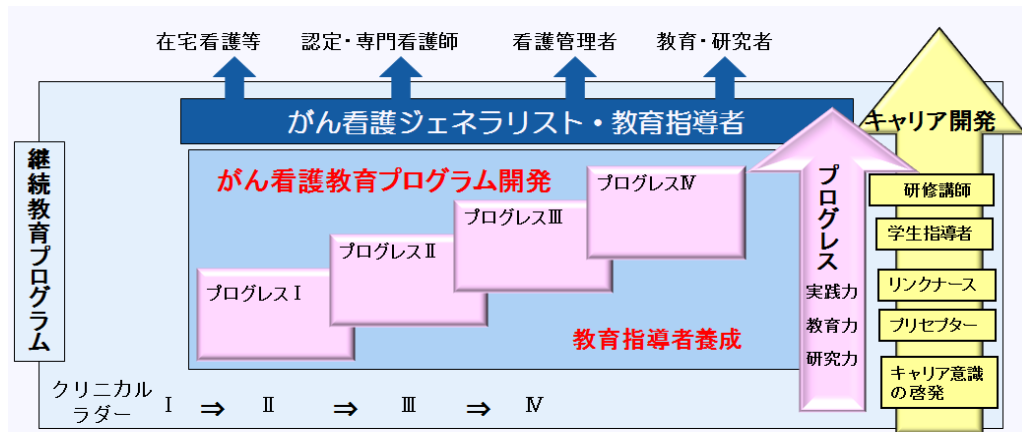 在宅看護等
認定・専門看護師
看護管理者
教育・研究者
がん看護ジェネラリスト・教育指導者
継続教育プログラム
がん看護教育プログラム開発
プログレスⅠ
プログレスⅡ
プログレスⅢ
プログレスⅣ
教育指導者養成
プログレス
実践力
教育力
研究力
キャリア開発
研修講師
学生指導者
リンクナース
プリセプター
キャリア意識
の啓発
クリニカル
ラダー
Ⅰ ⇒ Ⅱ ⇒ Ⅲ ⇒ Ⅳ